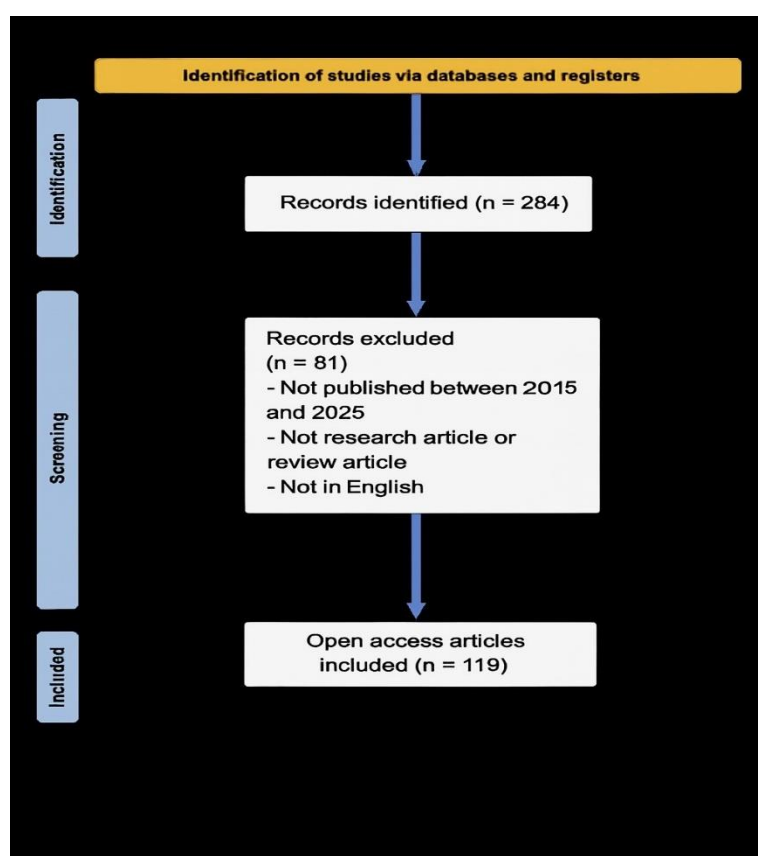 Identification of studies via databases and registers
Identification
Records identified (n = 284)
Screening
Records excluded
(n = 81)
- Not published between 2015
and 2025
- Not research article or
review article
- Not in English
Included
Open access articles
included (n = 119)